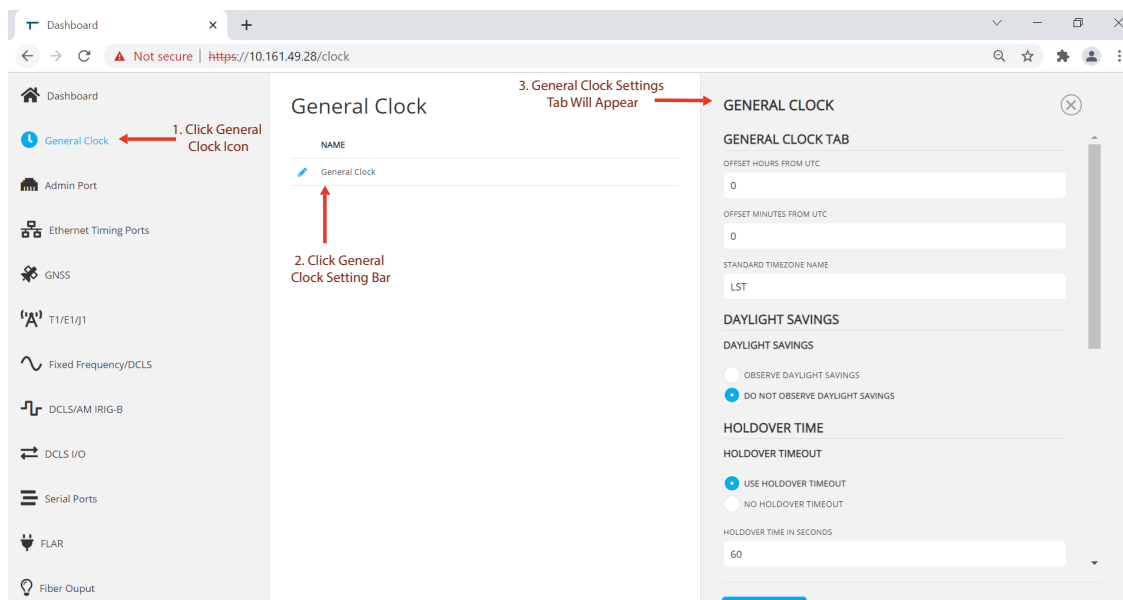 Dashboard
Not secure | https://10.161.49.28/clock
Dashboard
General Clock
Admin Port
Ethernet Timing Ports
GNSS
T1/E1/J1
Fixed Frequency/DCLS
DCLS/AM IRIG-B
DCLS I/O
Serial Ports
FLAR
Fiber Ouput
1. Click General
Clock Icon
General Clock
NAME
General Clock
2. Click General
Clock Setting Bar
3. General Clock Settings
Tab Will Appear
GENERAL CLOCK
GENERAL CLOCK TAB
OFFSET HOURS FROM UTC
0
OFFSET MINUTES FROM UTC
0
STANDARD TIMEZONE NAME
LST
DAYLIGHT SAVINGS
DAYLIGHT SAVINGS
OBSERVE DAYLIGHT SAVINGS
DO NOT OBSERVE DAYLIGHT SAVINGS
HOLDOVER TIME
HOLDOVER TIMEOUT
USE HOLDOVER TIMEOUT
NO HOLDOVER TIMEOUT
HOLDOVER TIME IN SECONDS
60